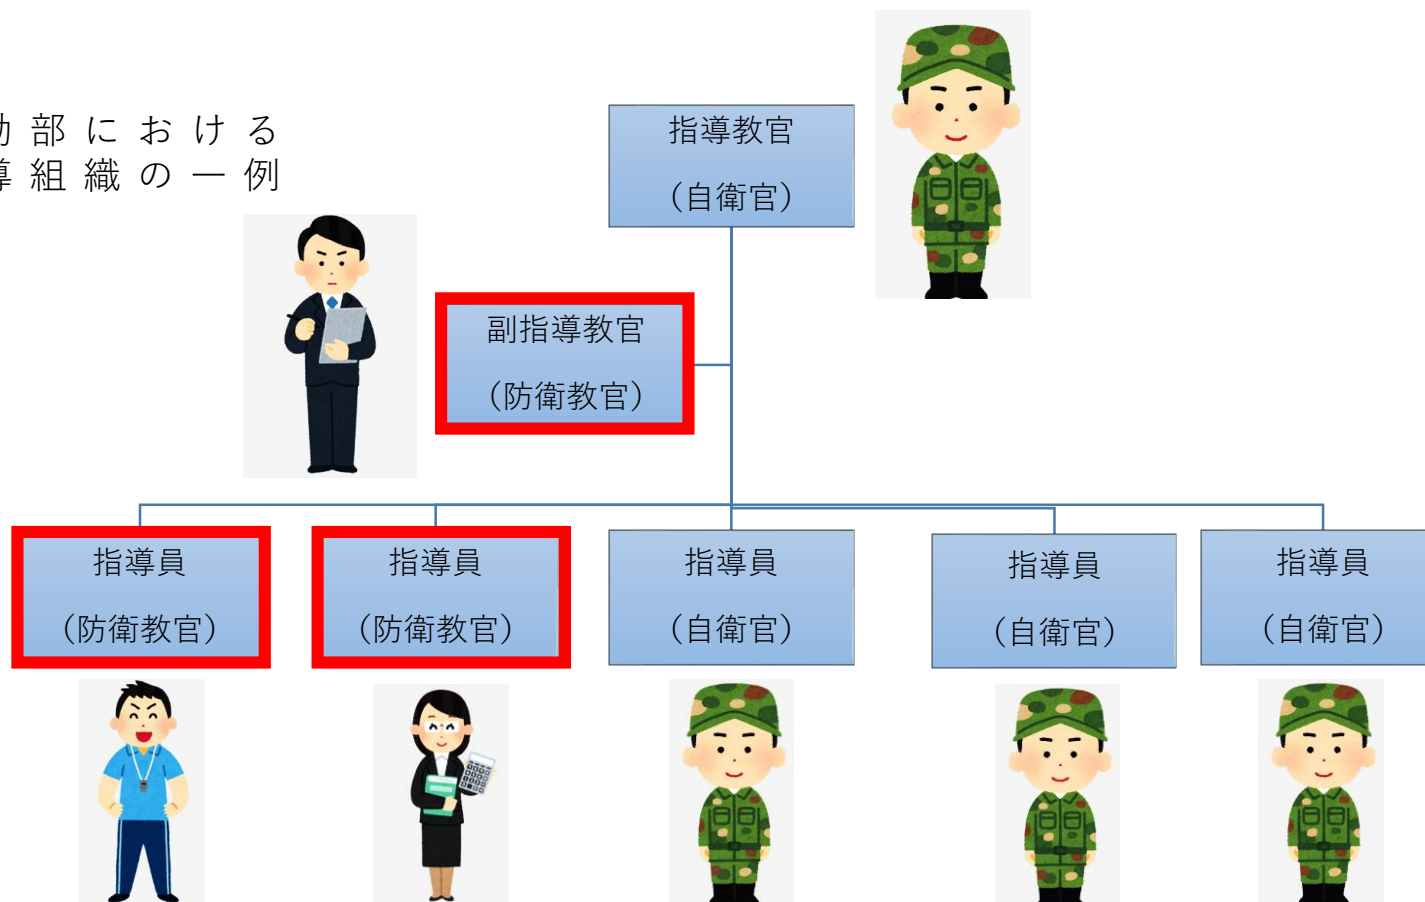 動部における
導組織の一例
指導教官
（自衛官）
副指導教官
（防衛教官）
指導員
（防衛教官）
指導員
（防衛教官）
指導員
（自衛官）
指導員
（自衛官）
指導員
（自衛官）